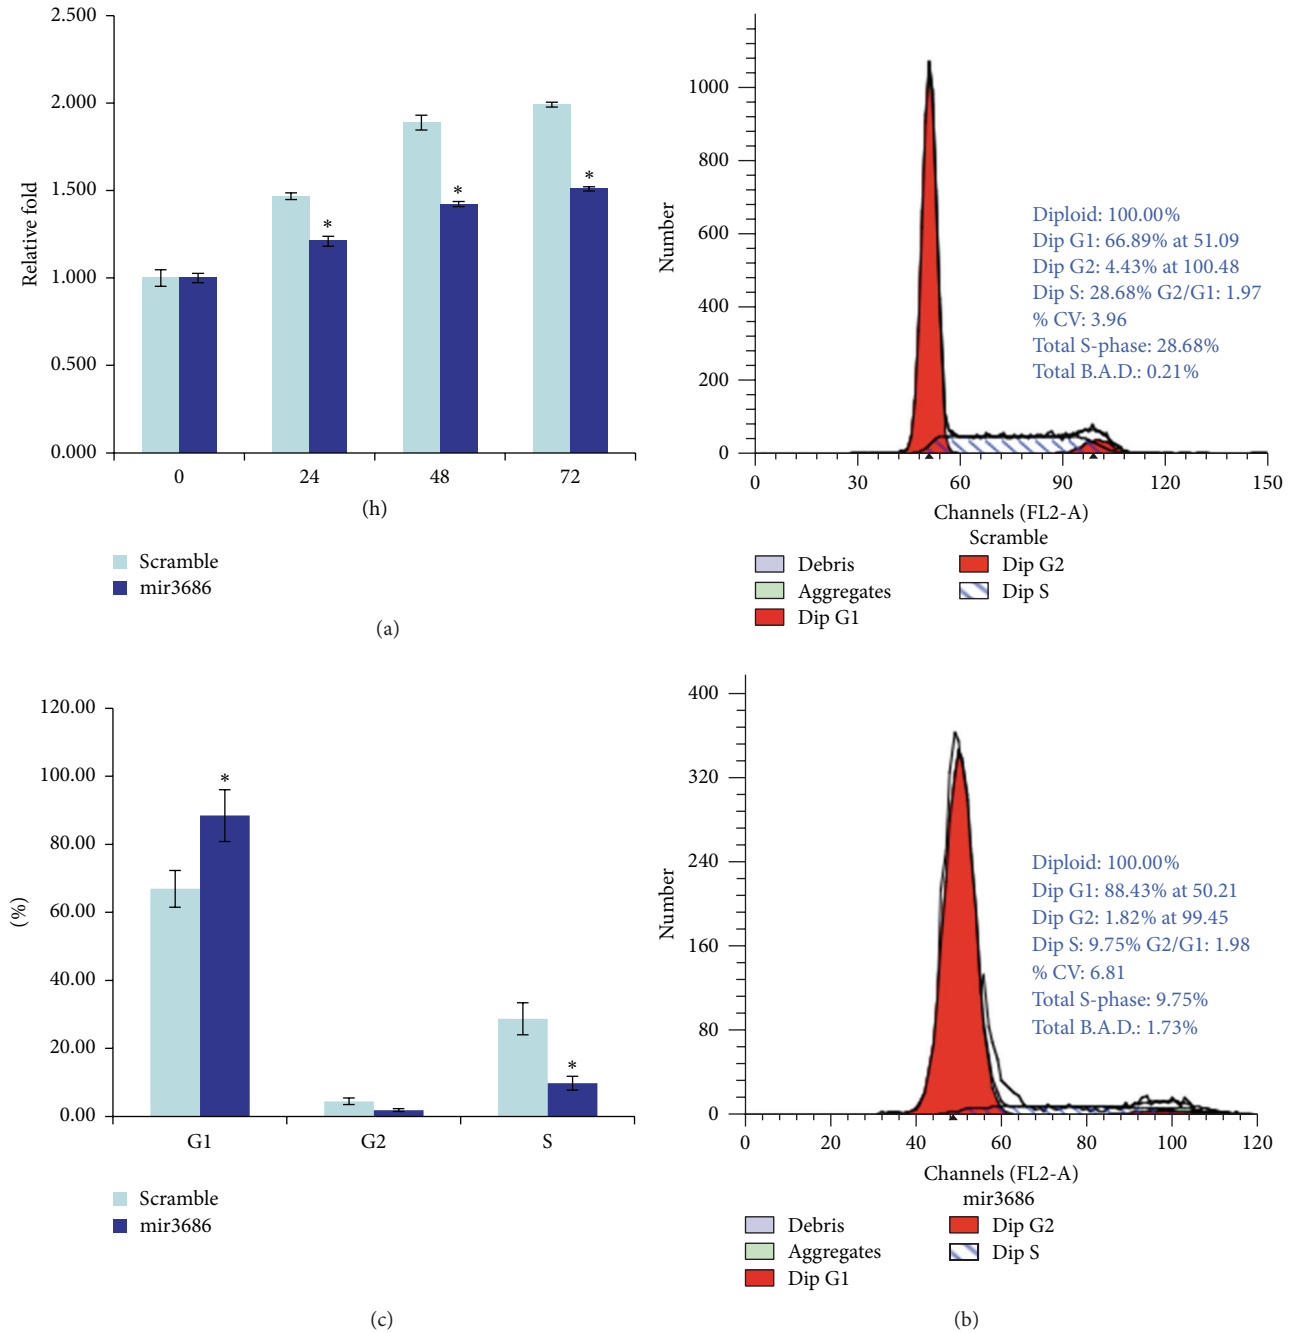 2.500
2.000
1.500
1.000
0.500
0.000
Relative fold
*
*
*
0 24 48 72
(h)
Scramble
mir3686
(a)
1000
800
600
400
200
0
Number
Diploid: 100.00%
Dip G1: 66.89% at 51.09
Dip G2: 4.43% at 100.48
Dip S: 28.68% G2/G1: 1.97
% CV: 3.96
Total S-phase: 28.68%
Total B.A.D.: 0.21%
0 30 60 90 120 150
Channels (FL2-A)
Scramble
Debris
Aggregates
Dip G1
Dip G2
Dip S
120.00
100.00
80.00
60.00
40.00
20.00
0.00
(%)
*
*
G1 G2 S
Scramble
mir3686
(c)
400
320
240
160
80
0
Number
Diploid: 100.00%
Dip G1: 88.43% at 50.21
Dip G2: 1.82% at 99.45
Dip S: 9.75% G2/G1: 1.98
% CV: 6.81
Total S-phase: 9.75%
Total B.A.D.: 1.73%
0 20 40 60 80 100 120
Channels (FL2-A)
mir3686
Debris
Aggregates
Dip G1
Dip G2
Dip S
(b)